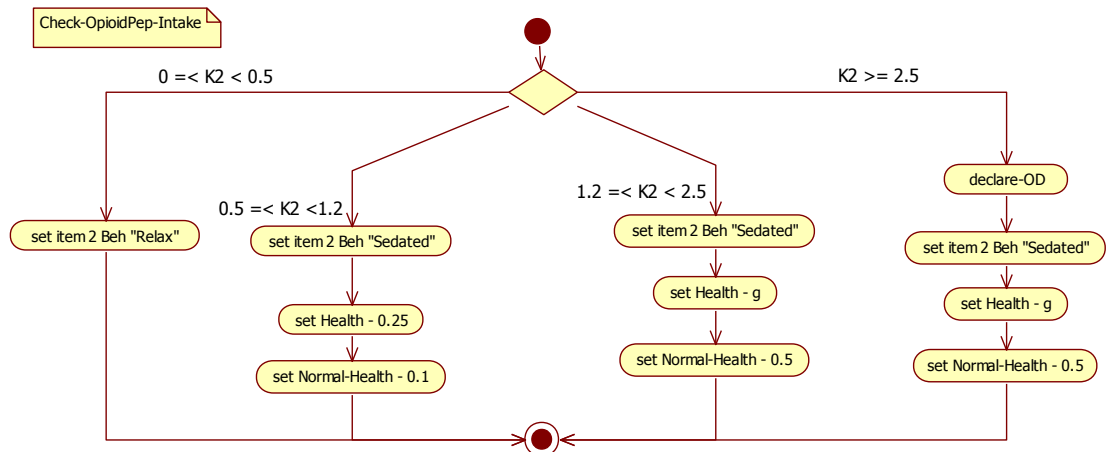 Check-OpioidPep-Intake
0 =< K2 < 0.5
K2 >= 2.5
0.5 =< K2 <1.2
1.2 =< K2 < 2.5
declare-OD
set item 2 Beh "Relax"
set item 2 Beh "Sedated"
set item 2 Beh "Sedated"
set item 2 Beh "Sedated"
set Health - 0.25
set Health - g
set Health - g
set Normal-Health - 0.1
set Normal-Health - 0.5
set Normal-Health - 0.5